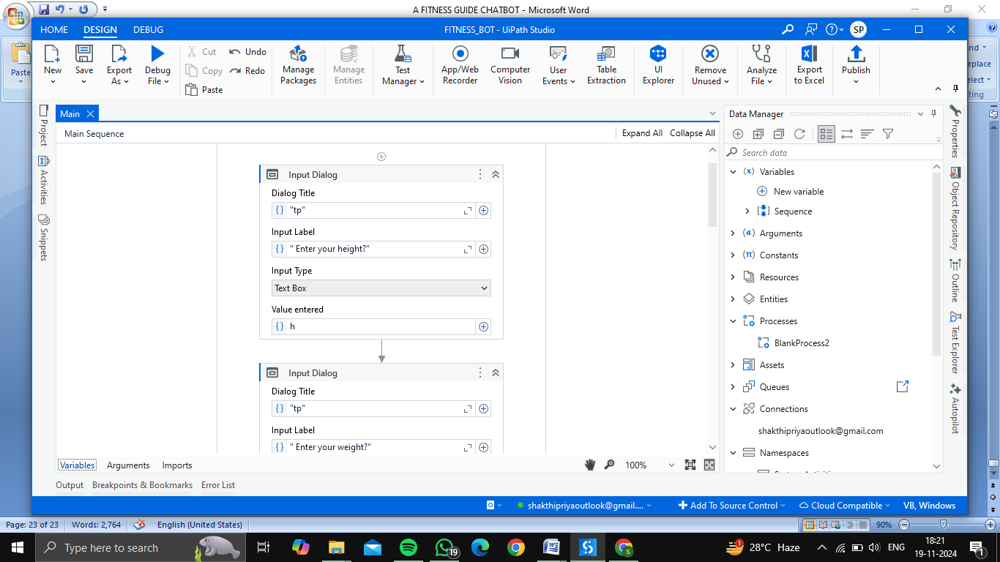 A FITNESS GUIDE CHATBOT - Microsoft Word
HOME DESIGN DEBUG
FITNESS_BOT - UiPath Studio
SP
New
Save
Export As
Debug File
Cut
Copy
Paste
Undo
Redo
Manage Packages
Manage Entities
Test Manager
App/Web Recorder
Computer Vision
User Events
Table Extraction
UI Explorer
Remove Unused
Analyze File
Export to Excel
Publish
Paste
nd
eplace
elect
ting
Project
Activities
Snippets
Main
Main Sequence
Expand All Collapse All
Input Dialog
Dialog Title
"tp"
Input Label
" Enter your height?"
Input Type
Text Box
Value entered
h
Input Dialog
Dialog Title
"tp"
Input Label
" Enter your weight?"
Variables Arguments Imports
100%
Output Breakpoints & Bookmarks Error List
Data Manager
Search data
Variables
New variable
Sequence
Arguments
Constants
Resources
Entities
Processes
BlankProcess2
Assets
Queues
Connections
shakthipriyaoutlook@gmail.com
Namespaces
Properties
Object Repository
Outline
Test Explorer
Autopilot
shakthipriyaoutlook@gmail....
Add To Source Control
Cloud Compatible
VB, Windows
Page: 23 of 23 Words: 2,764 English (United States)
90%
Type here to search
19
1
28°C Haze
ENG
18:21
19-11-2024
1